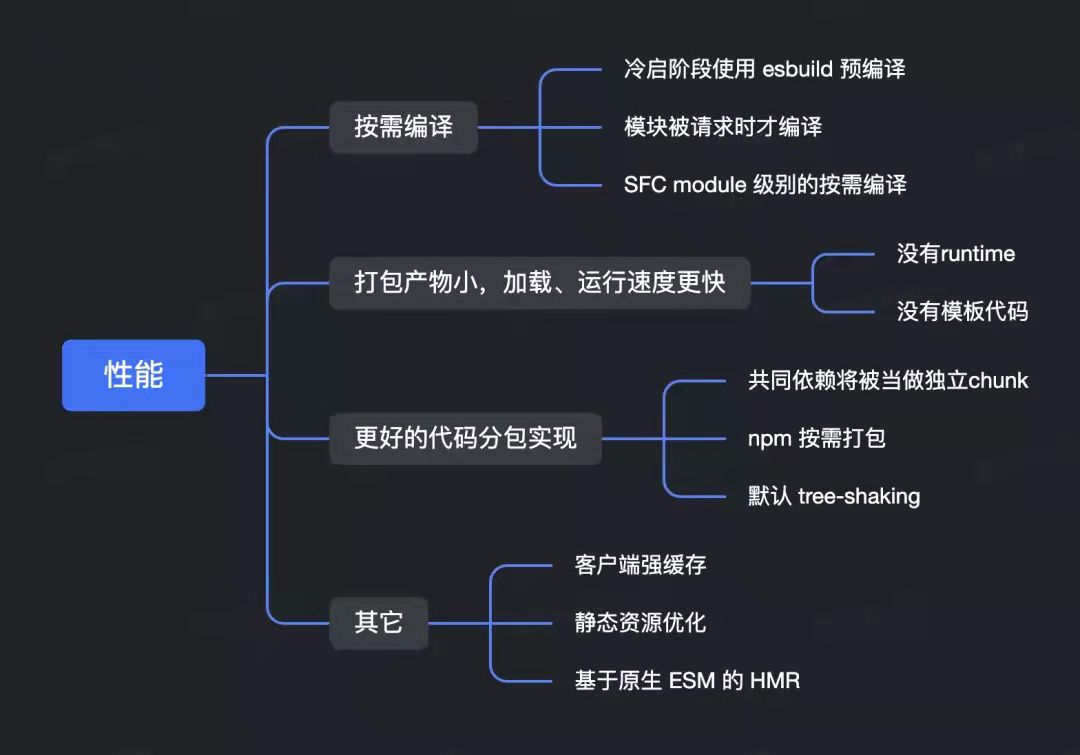 性能
按需编译
冷启阶段使用 esbuild 预编译
模块被请求时才编译
SFC module 级别的按需编译
打包产物小，加载、运行速度更快
没有runtime
没有模板代码
更好的代码分包实现
共同依赖将被当做独立chunk
npm 按需打包
默认 tree-shaking
其它
客户端强缓存
静态资源优化
基于原生 ESM 的 HMR